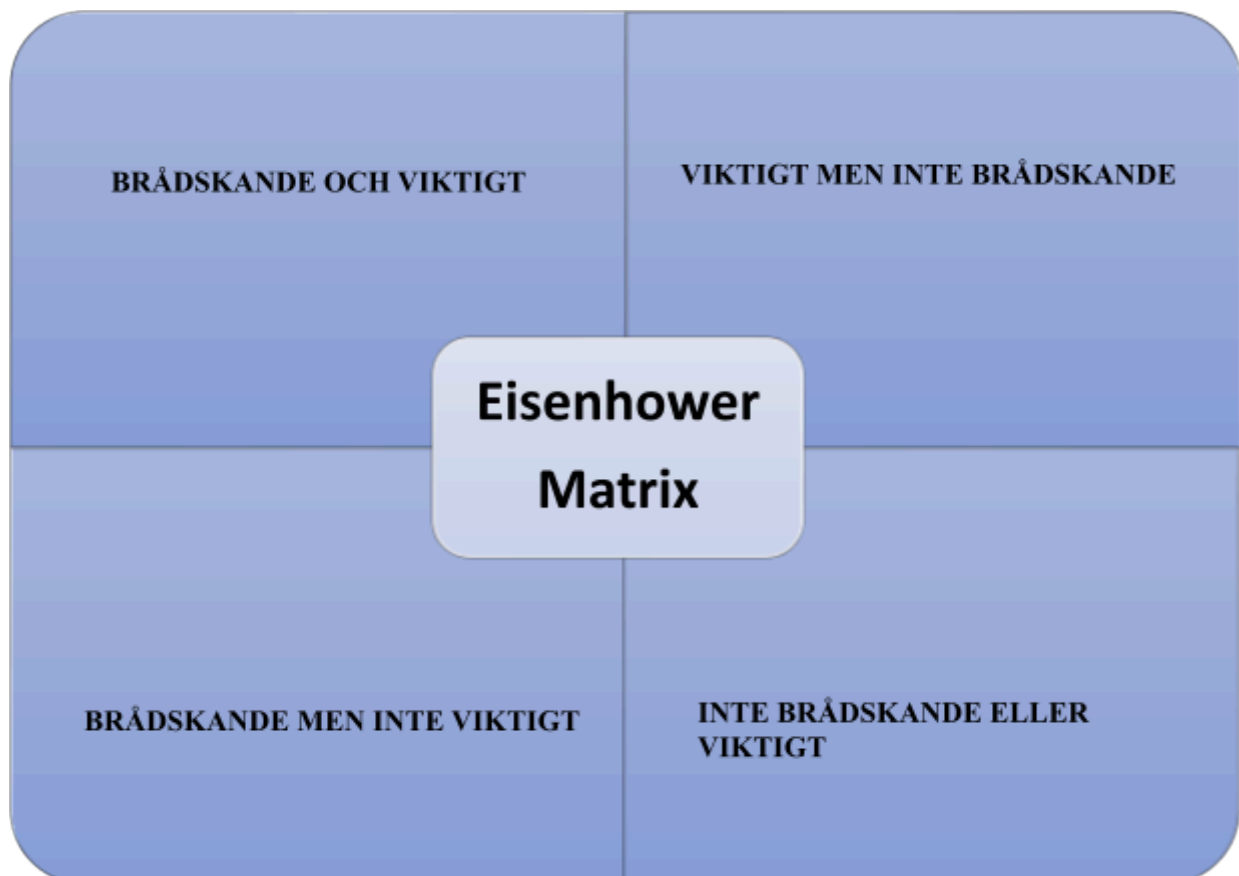 BRÅDSKANDE OCH VIKTIGT
VIKTIGT MEN INTE BRÅDSKANDE
Eisenhower
Matrix
BRÅDSKANDE MEN INTE VIKTIGT
INTE BRÅDSKANDE ELLER
VIKTIGT